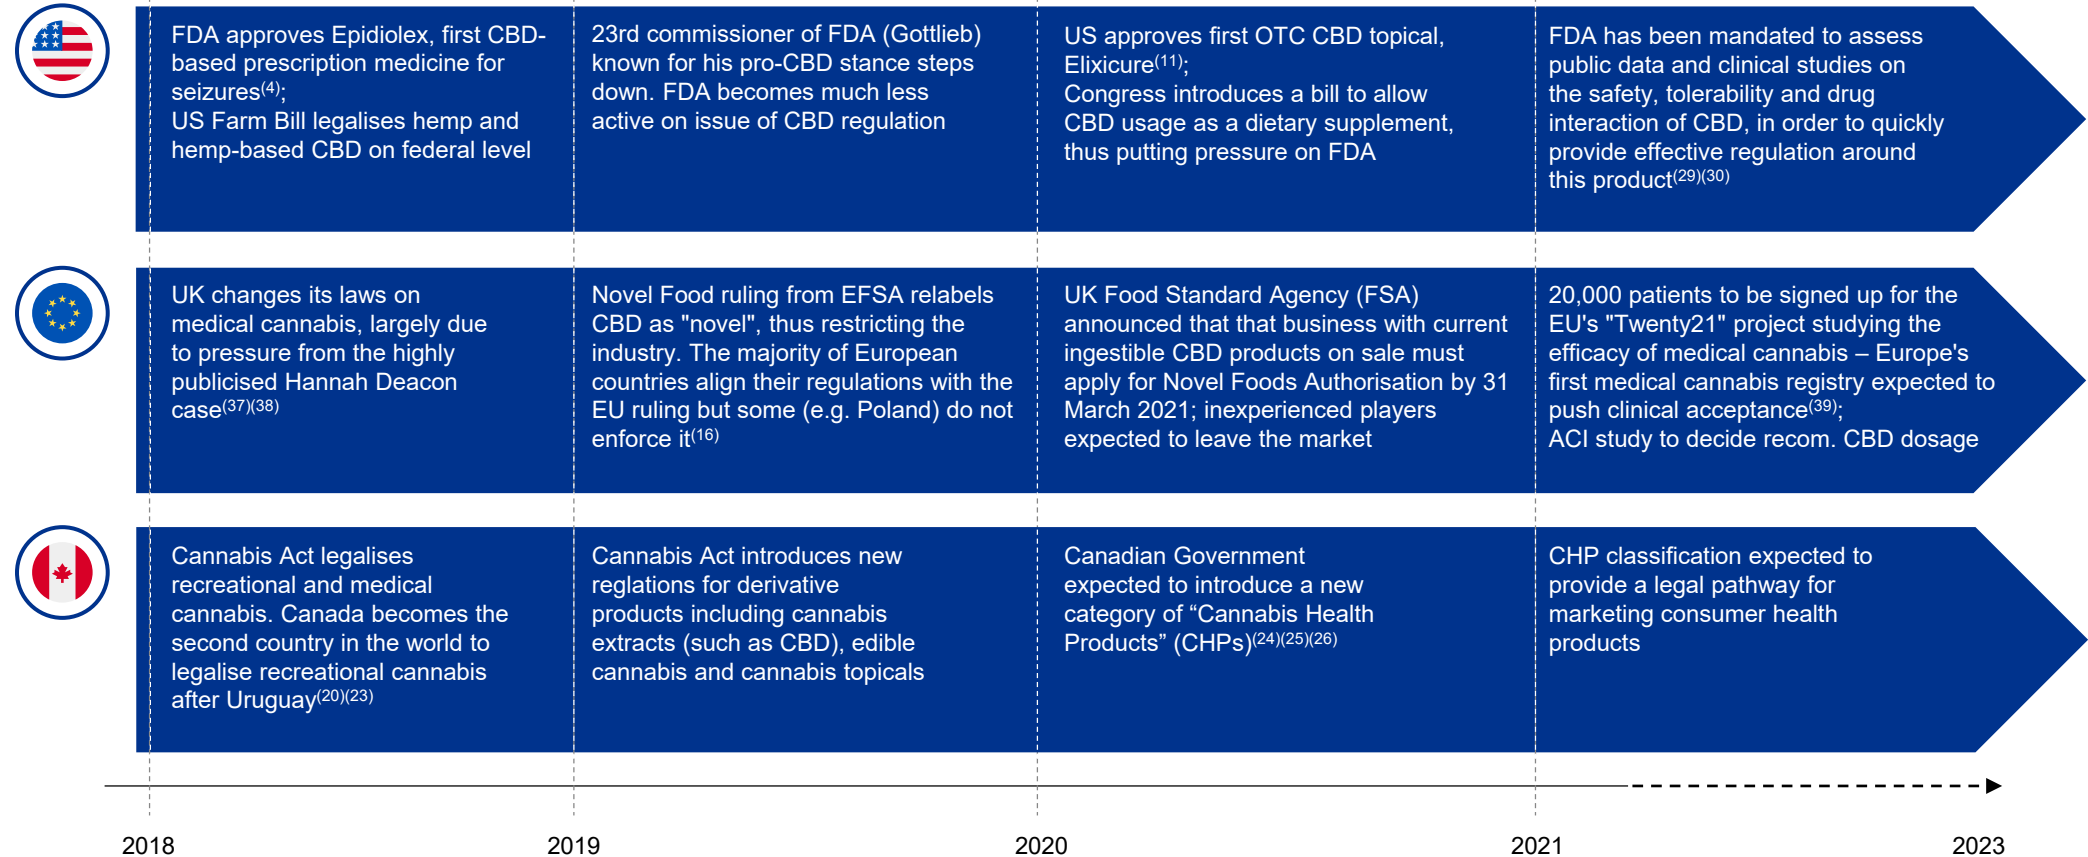 FDA approves Epidiolex, first CBD-
based prescription medicine for
seizures(4);
US Farm Bill legalises hemp and
hemp-based CBD on federal level
23rd commissioner of FDA (Gottlieb)
known for his pro-CBD stance steps
down. FDA becomes much less
active on issue of CBD regulation
US approves first OTC CBD topical,
Elixicure(11);
Congress introduces a bill to allow
CBD usage as a dietary supplement,
thus putting pressure on FDA
FDA has been mandated to assess
public data and clinical studies on
the safety, tolerability and drug
interaction of CBD, in order to quickly
provide effective regulation around
this product(29)(30)
UK changes its laws on
medical cannabis, largely due
to pressure from the highly
publicised Hannah Deacon
case(37)(38)
Novel Food ruling from EFSA relabels
CBD as "novel", thus restricting the
industry. The majority of European
countries align their regulations with the
EU ruling but some (e.g. Poland) do not
enforce it(16)
UK Food Standard Agency (FSA)
announced that that business with current
ingestible CBD products on sale must
apply for Novel Foods Authorisation by 31
March 2021; inexperienced players
expected to leave the market
20,000 patients to be signed up for the
EU's "Twenty21" project studying the
efficacy of medical cannabis – Europe's
first medical cannabis registry expected to
push clinical acceptance(39);
ACI study to decide recom. CBD dosage
Cannabis Act legalises
recreational and medical
cannabis. Canada becomes the
second country in the world to
legalise recreational cannabis
after Uruguay(20)(23)
Cannabis Act introduces new
reglations for derivative
products including cannabis
extracts (such as CBD), edible
cannabis and cannabis topicals
Canadian Government
expected to introduce a new
category of “Cannabis Health
Products” (CHPs)(24)(25)(26)
CHP classification expected to
provide a legal pathway for
marketing consumer health
products
2018
2019
2020
2021
2023